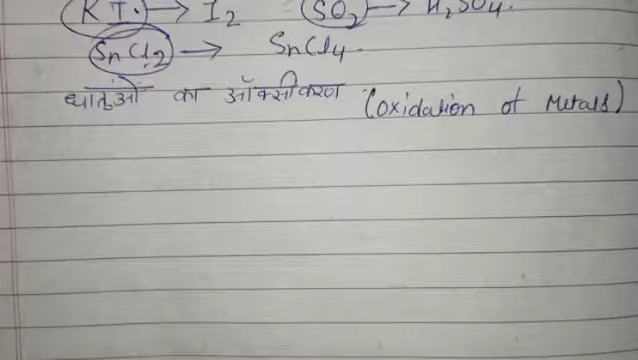 KI → I2 SO2 → H2SO4.
SnCl2 → SnCl4.
धातुंओ का ऑक्सीकरण (Oxidation of Metals)